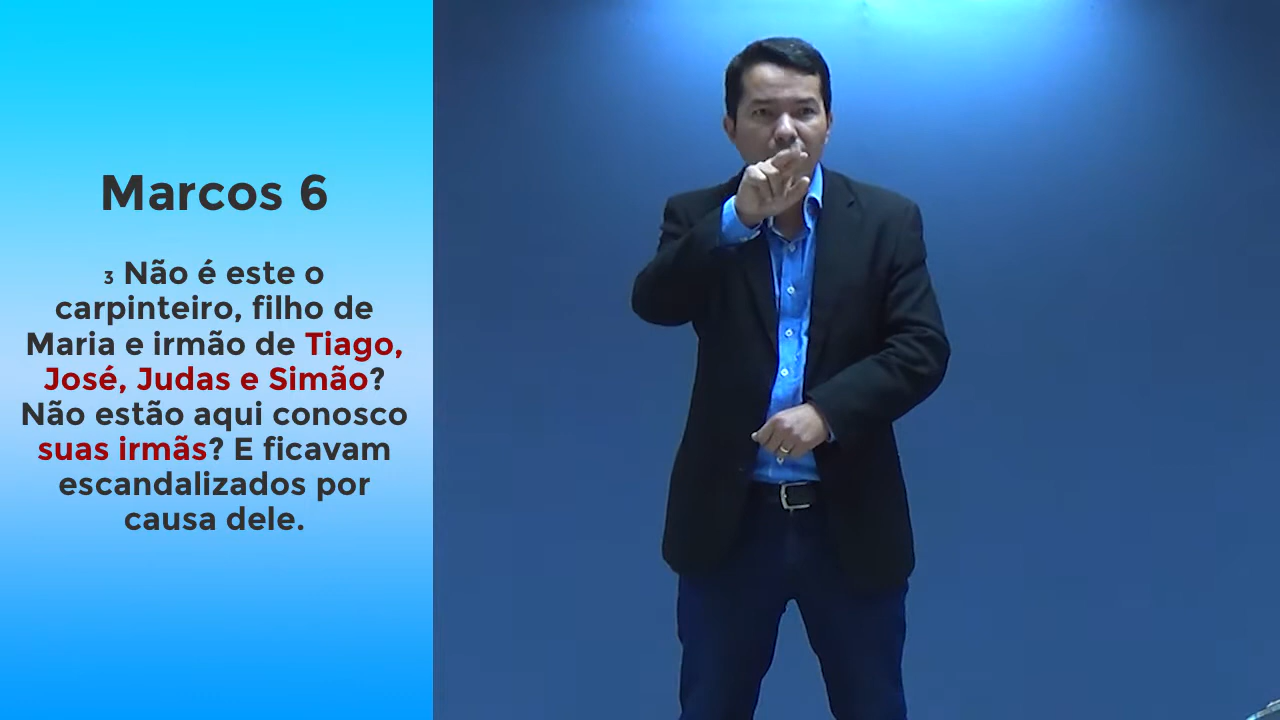 Marcos 6
3 Não é este o
carpinteiro, filho de
Maria e irmão de Tiago,
José, Judas e Simão?
Não estão aqui conosco
suas irmãs? E ficavam
escandalizados por
causa dele.